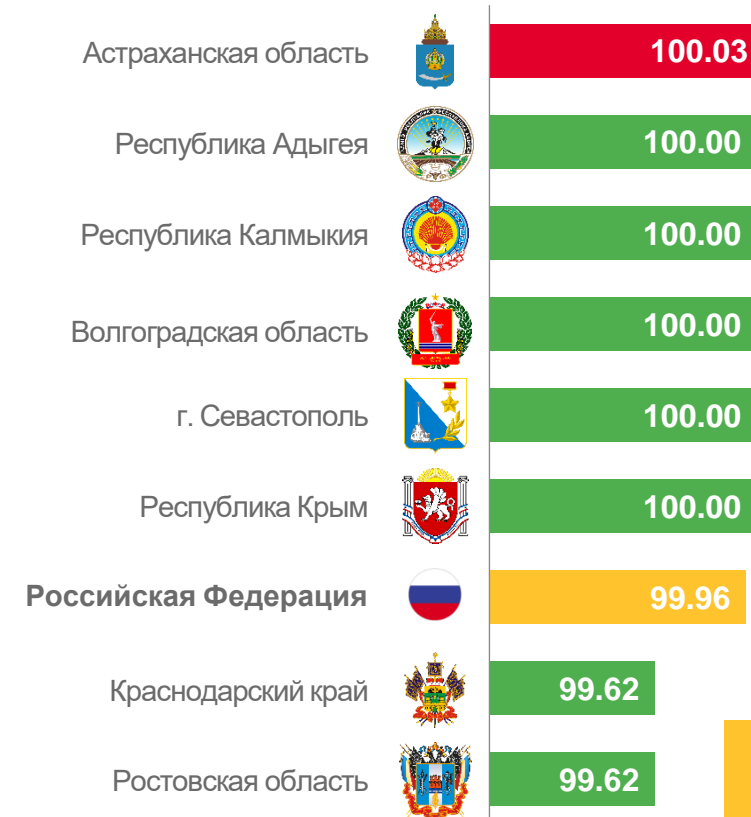 Астраханская область 100.03
Республика Адыгея 100.00
Республика Калмыкия 100.00
Волгоградская область 100.00
г. Севастополь 100.00
Республика Крым 100.00
Российская Федерация 99.96
Краснодарский край 99.62
Ростовская область 99.62